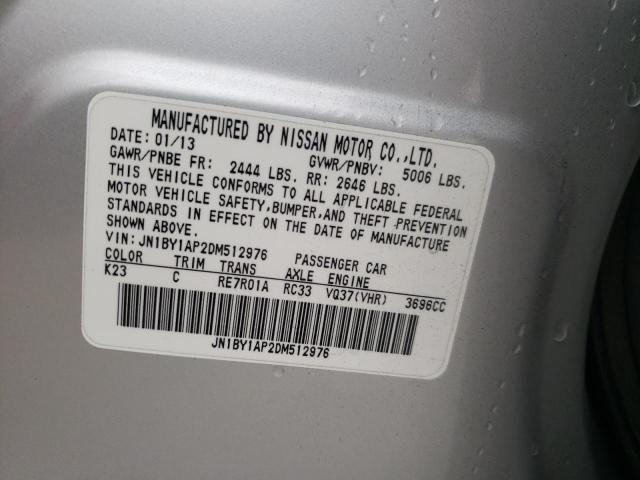 MANUFACTURED BY NISSAN MOTOR CO.,LTD.
DATE: 01/13 GVWR/PNBV: 5006 LBS.
GAWR/PNBE FR: 2444 LBS. RR: 2646 LBS.
THIS VEHICLE CONFORMS TO ALL APPLICABLE FEDERAL
MOTOR VEHICLE SAFETY,BUMPER,AND THEFT PREVENTION
STANDARDS IN EFFECT ON THE DATE OF MANUFACTURE
SHOWN ABOVE.
VIN: JN1BY1AP2DM512976 PASSENGER CAR
COLOR TRIM TRANS AXLE ENGINE
K23 C RE7R01A RC33 VQ37(VHR) 3696CC
JN1BY1AP2DM512976